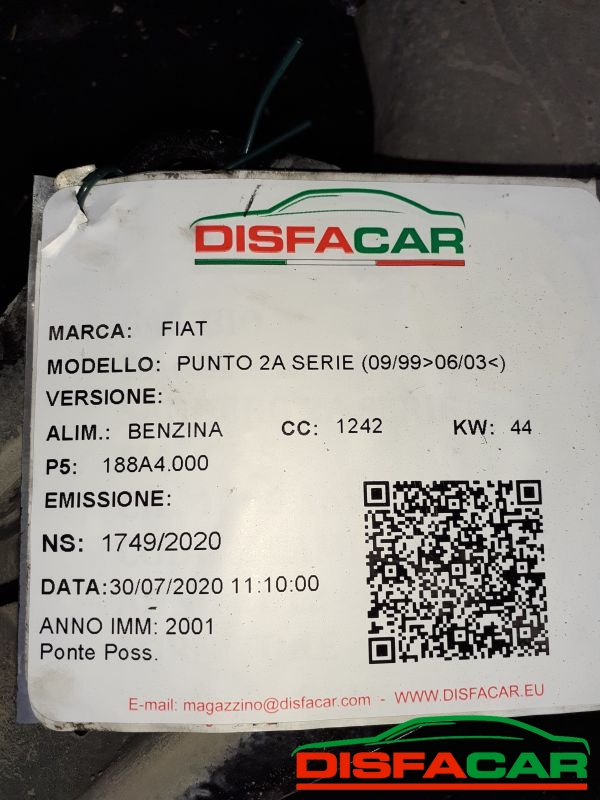 DISFACAR
MARCA: FIAT
MODELLO: PUNTO 2A SERIE (09/99>06/03<)
VERSIONE:
ALIM.: BENZINA CC: 1242 KW: 44
P5: 188A4.000
EMISSIONE:
NS: 1749/2020
DATA:30/07/2020 11:10:00
ANNO IMM: 2001
Ponte Poss.
E-mail: magazzino@disfacar.com - WWW.DISFACAR.EU
DISFACAR